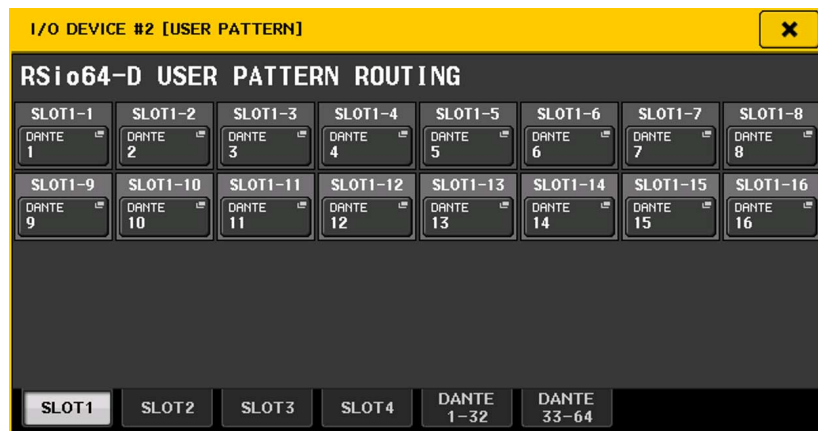 I/O DEVICE #2 [USER PATTERN]
RSio64-D USER PATTERN ROUTING
SLOT1-1 SLOT1-2 SLOT1-3 SLOT1-4 SLOT1-5 SLOT1-6 SLOT1-7 SLOT1-8
DANTE DANTE DANTE DANTE DANTE DANTE DANTE DANTE
1 2 3 4 5 6 7 8
SLOT1-9 SLOT1-10 SLOT1-11 SLOT1-12 SLOT1-13 SLOT1-14 SLOT1-15 SLOT1-16
DANTE DANTE DANTE DANTE DANTE DANTE DANTE DANTE
9 10 11 12 13 14 15 16
SLOT1 SLOT2 SLOT3 SLOT4 DANTE DANTE
1-32 33-64